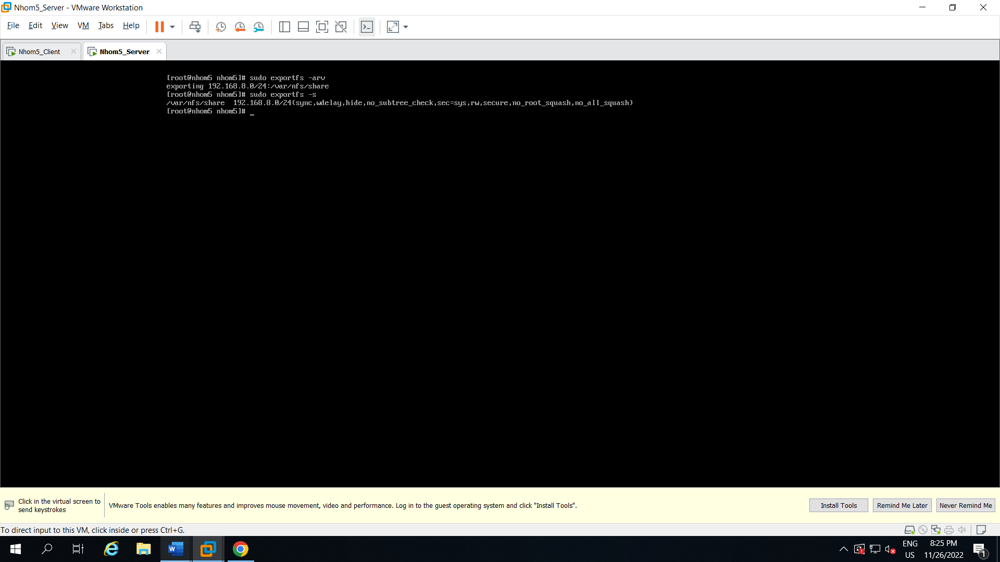 Nhom5_Server - VMware Workstation
File Edit View VM Tabs Help
Nhom5_Client Nhom5_Server
[root@nhom5 nhom5]# sudo exportfs -arv
exporting 192.168.8.0/24:/var/nfs/share
[root@nhom5 nhom5]# sudo exportfs -s
/var/nfs/share  192.168.8.0/24(sync,wdelay,hide,no_subtree_check,sec=sys,rw,secure,no_root_squash,no_all_squash)
[root@nhom5 nhom5]# _
Click in the virtual screen to
send keystrokes
VMware Tools enables many features and improves mouse movement, video and performance. Log in to the guest operating system and click "Install Tools".
Install Tools Remind Me Later Never Remind Me
To direct input to this VM, click inside or press Ctrl+G.
ENG 8:25 PM
US 11/26/2022 1